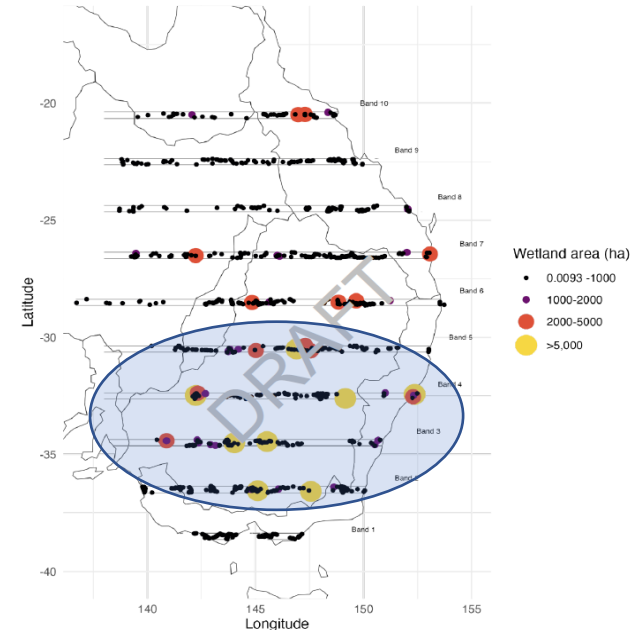 -20
-25
-30
-35
-40
Latitude
140
145
150
155
Longitude
Band 10
Band 9
Band 8
Band 7
Band 6
Band 5
Band 4
Band 3
Band 2
Band 1
DRAFT
Wetland area (ha)
0.0093 -1000
1000-2000
2000-5000
>5,000